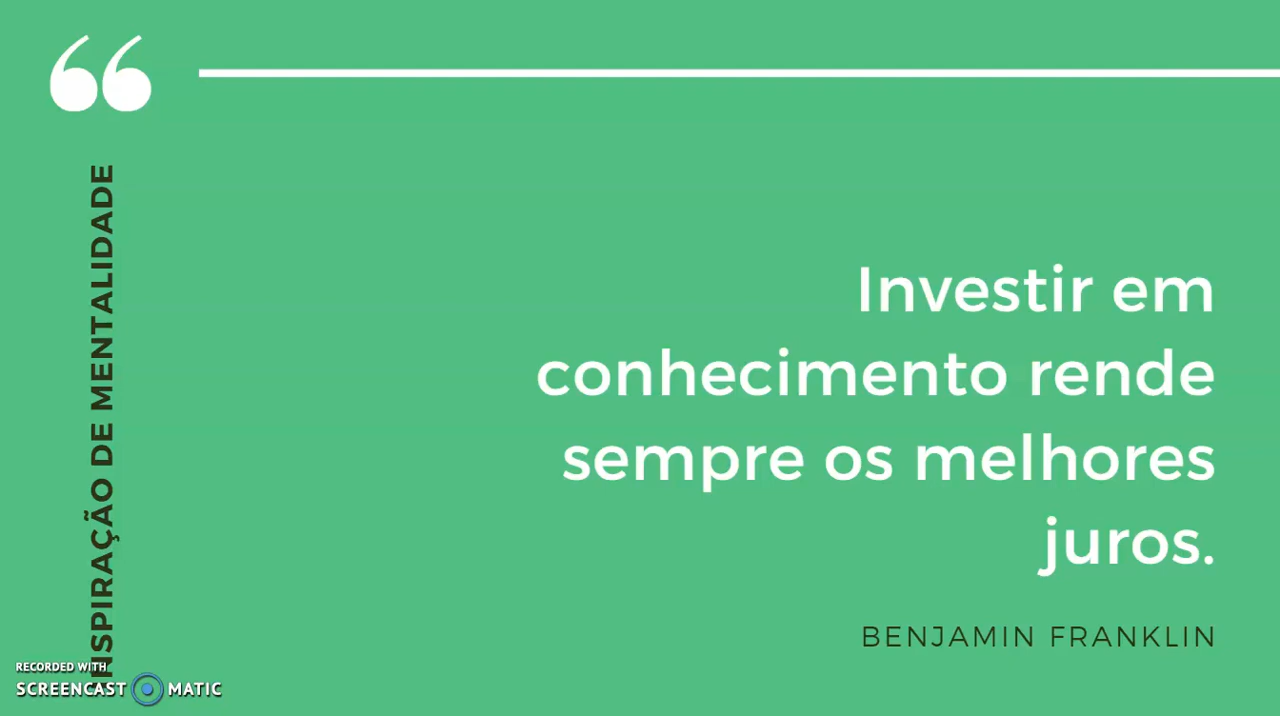 INSPIRAÇÃO DE MENTALIDADE
Investir em
conhecimento rende
sempre os melhores
juros.
BENJAMIN FRANKLIN
RECORDED WITH
SCREENCAST MATIC